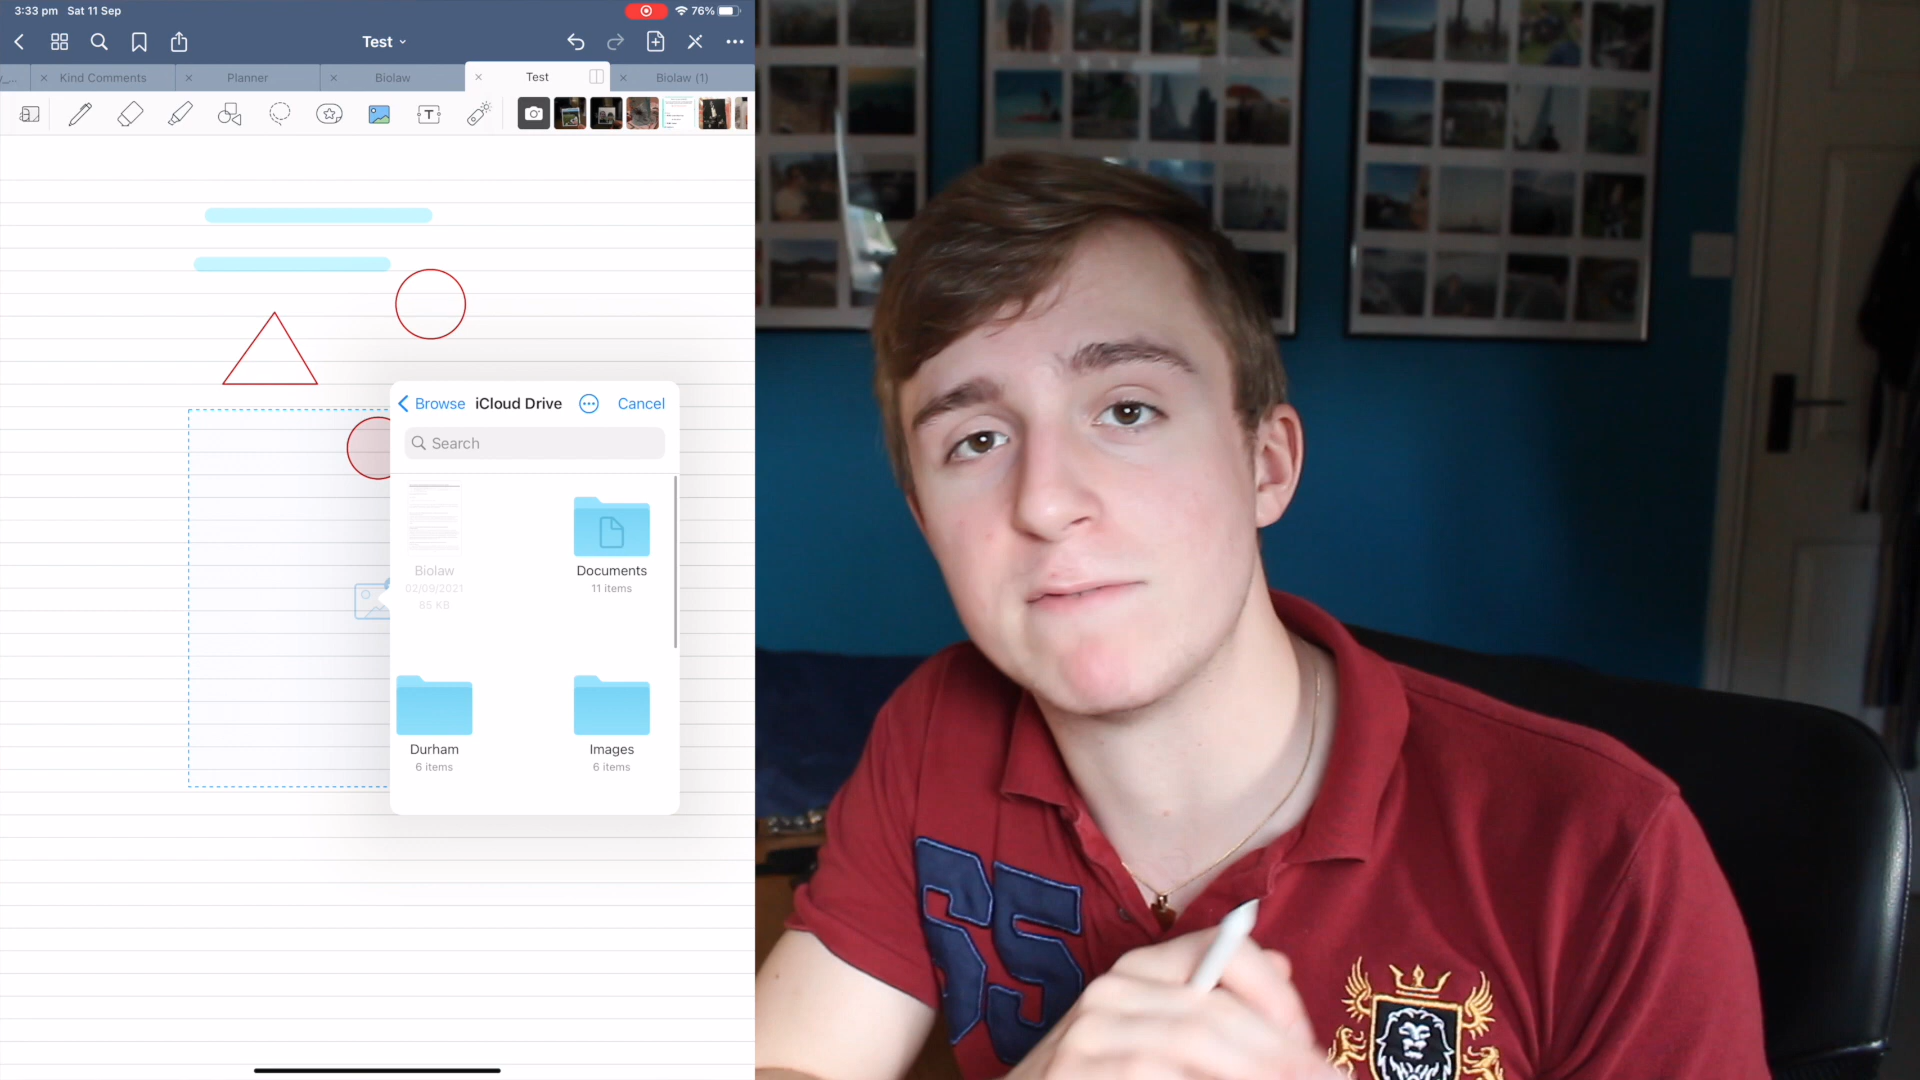 3:33 pm Sat 11 Sep
76%
Test
Kind Comments
Planner
Biolaw
Test
Biolaw (1)
T
Browse
iCloud Drive
Cancel
Search
Biolaw
02/09/2021
85 KB
Documents
11 items
Durham
6 items
Images
6 items
65